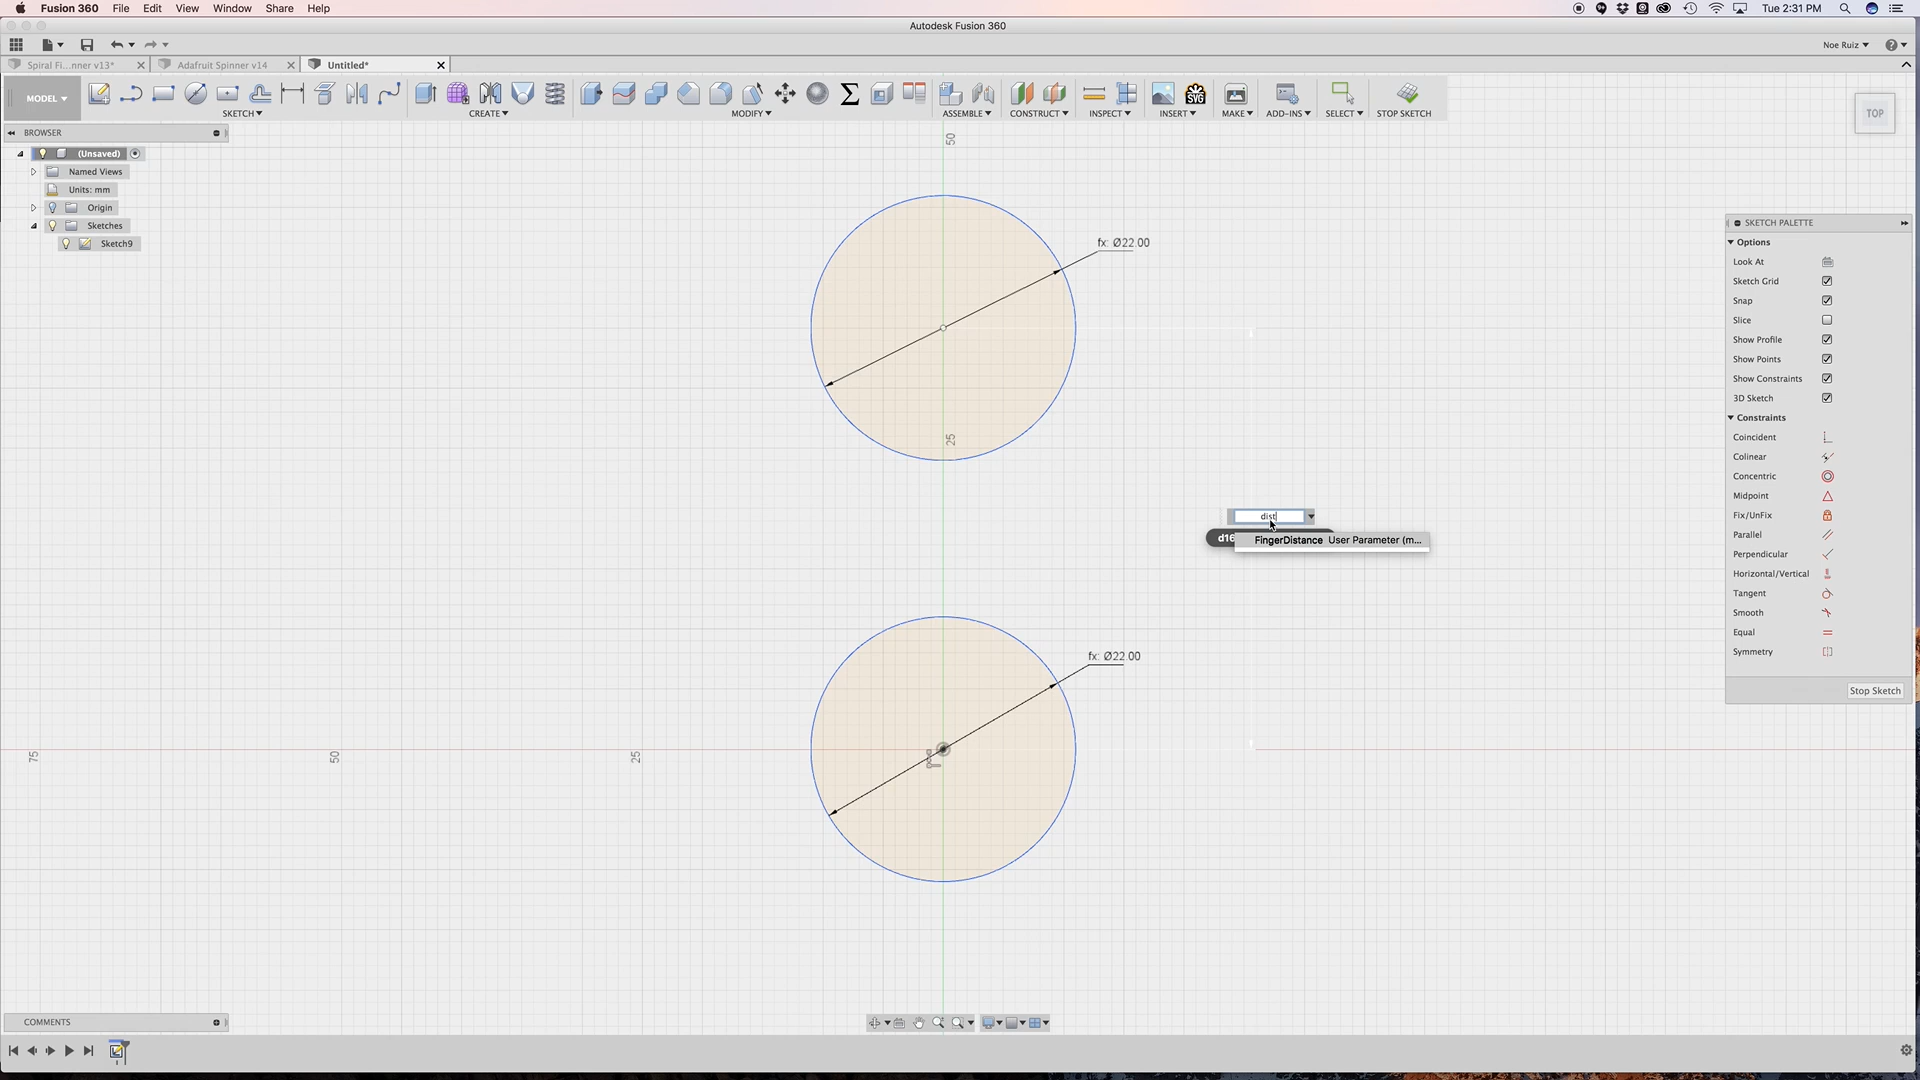 Fusion 360 File Edit View Window Share Help Tue 2:31 PM
Autodesk Fusion 360
Noe Ruiz
Spiral Fi...nner v13* Adafruit Spinner v14 Untitled*
MODEL SKETCH CREATE MODIFY ASSEMBLE CONSTRUCT INSPECT INSERT MAKE ADD-INS SELECT STOP SKETCH
SVG
TOP
BROWSER
(Unsaved)
Named Views
Units: mm
Origin
Sketches
Sketch9
50
fx: Ø22.00
25
dist
d16
FingerDistance User Parameter (m...
fx: Ø22.00
75 50 25
SKETCH PALETTE
Options
Look At
Sketch Grid
Snap
Slice
Show Profile
Show Points
Show Constraints
3D Sketch
Constraints
Coincident
Colinear
Concentric
Midpoint
Fix/UnFix
Parallel
Perpendicular
Horizontal/Vertical
Tangent
Smooth
Equal
Symmetry
Stop Sketch
COMMENTS